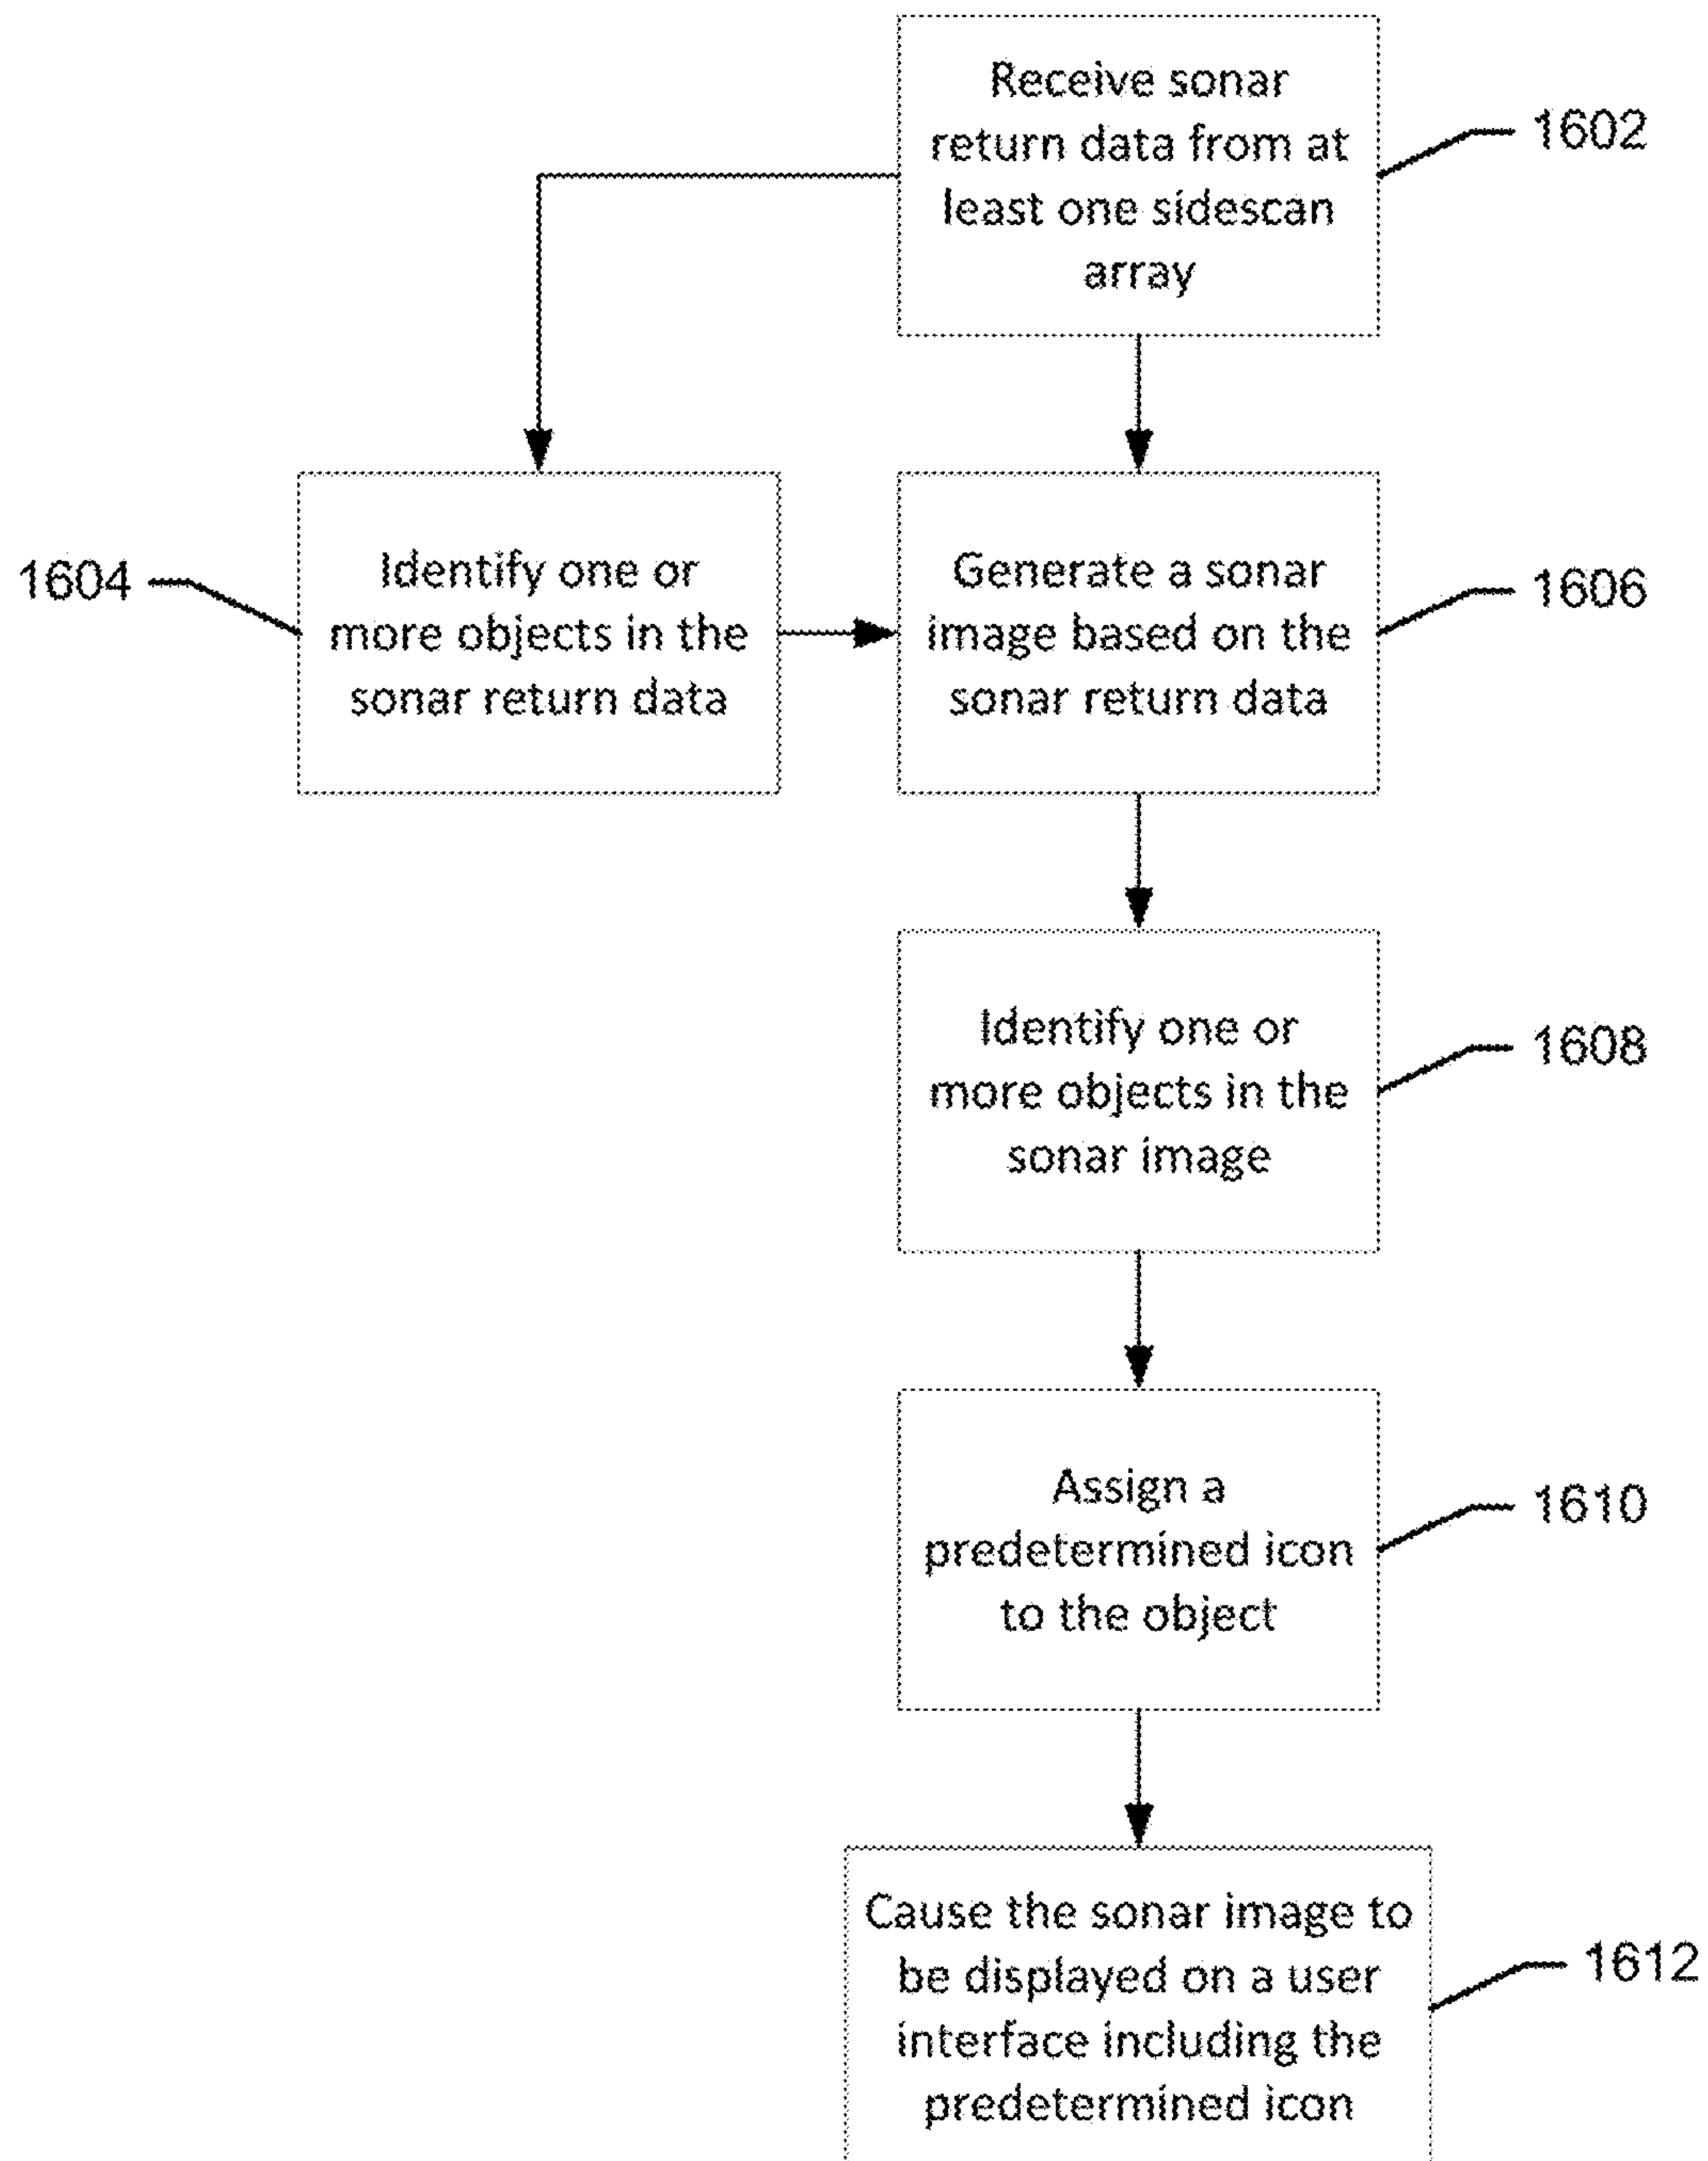 Receive sonar
return data from at
least one sidescan
array
1602
1604
Identify one or
more objects in the
sonar return data
Generate a sonar
image based on the
sonar return data
1606
Identify one or
more objects in the
sonar image
1608
Assign a
predetermined icon
to the object
1610
Cause the sonar image to
be displayed on a user
interface including the
predetermined icon
1612